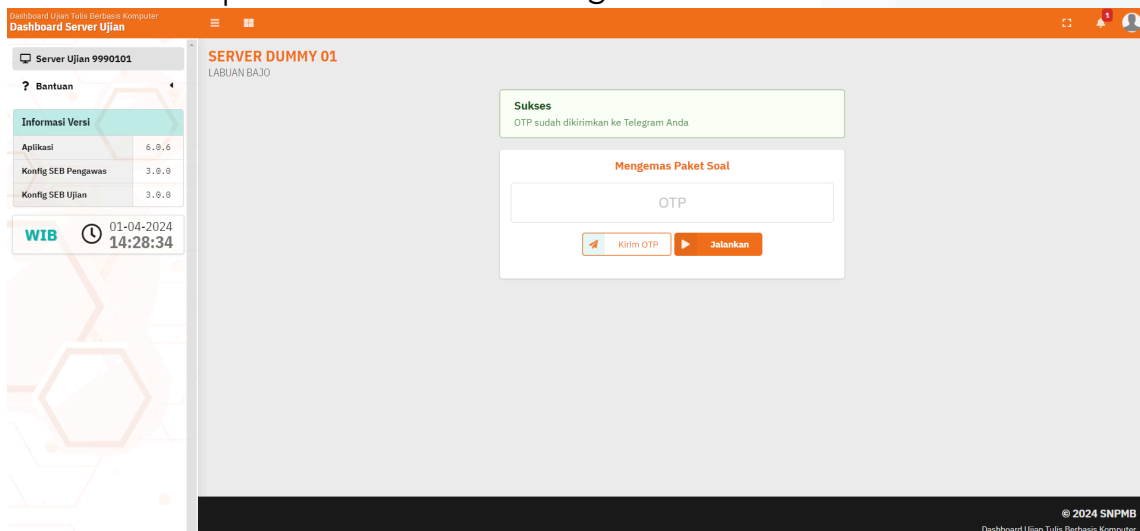 Dashboard Ujian Tulis Berbasis Komputer
Dashboard Server Ujian
1
Server Ujian 9990101
Bantuan
Informasi Versi
Aplikasi 6.0.6
Konfig SEB Pengawas 3.0.0
Konfig SEB Ujian 3.0.0
WIB 01-04-2024
14:28:34
SERVER DUMMY 01
LABUAN BAJO
Sukses
OTP sudah dikirimkan ke Telegram Anda
Mengemas Paket Soal
OTP
Kirim OTP Jalankan
© 2024 SNPMB
Dashboard Ujian Tulis Berbasis Komputer